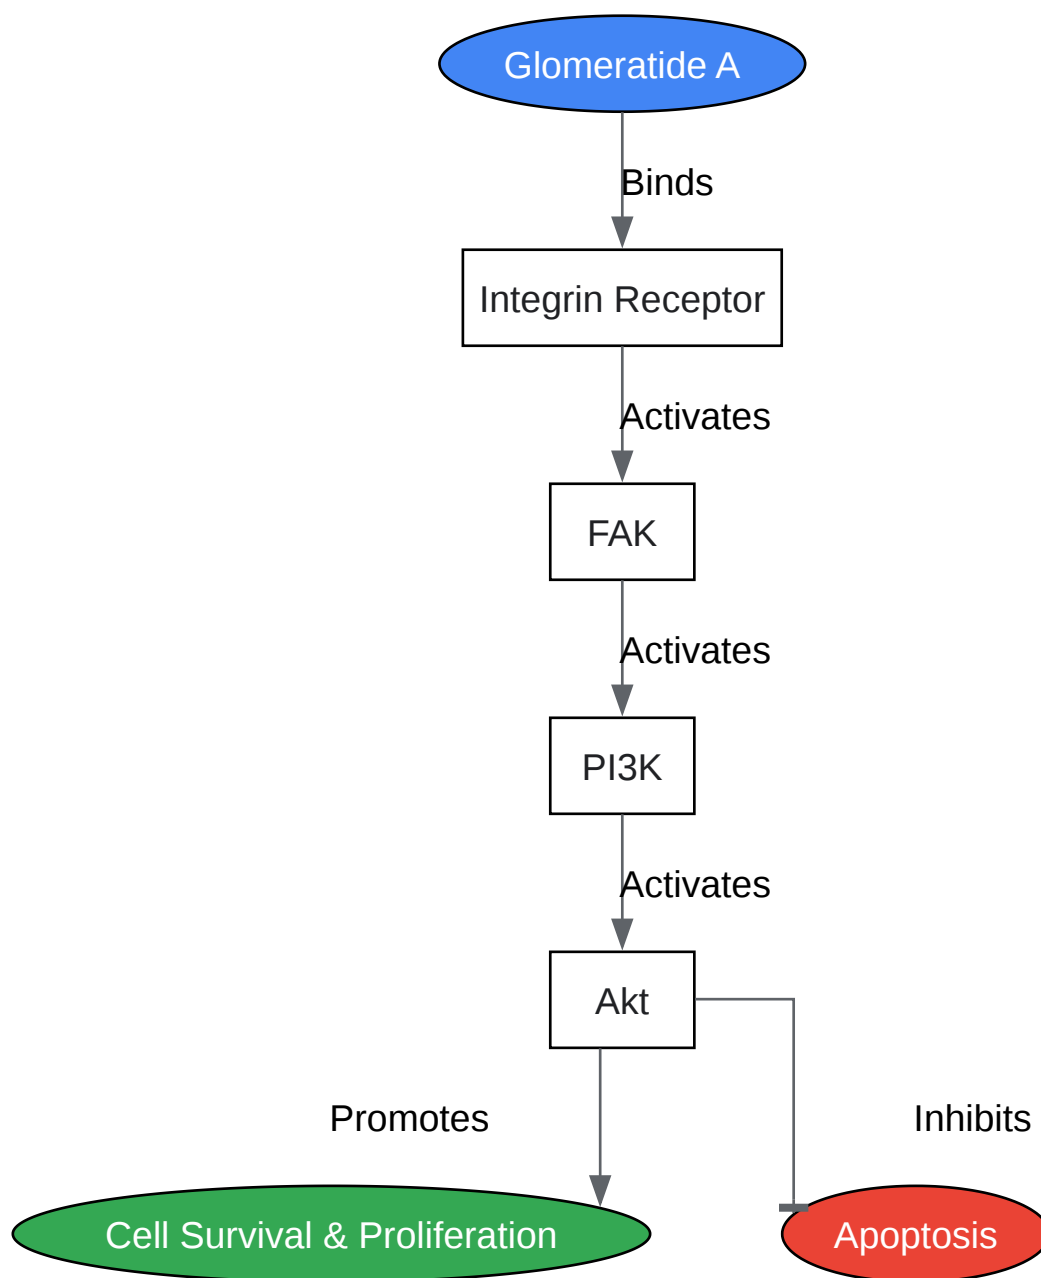 Glomeratide A
Binds
Integrin Receptor
Activates
FAK
Activates
PI3K
Activates
Akt
Promotes
Inhibits
Cell Survival & Proliferation
Apoptosis